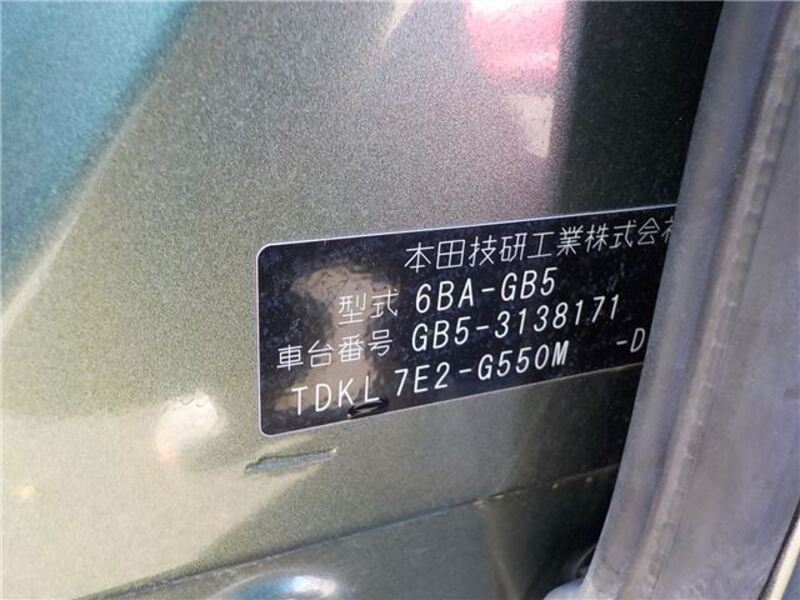 本田技研工業株式会
型式 6BA-GB5
車台番号 GB5-3138171
TDKL 7E2-G550M -D